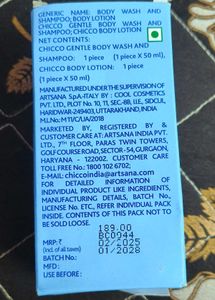 GENERIC NAME: BODY WASH AND
SHAMPOO; BODY LOTION
CHICCO GENTLE BODY WASH AND
SHAMPOO; CHICCO BODY LOTION
NET CONTENTS:
CHICCO GENTLE BODY WASH AND
SHAMPOO: 1 piece (1 PIECE X 50 ml)
CHICCO BODY LOTION: 1 piece
(1 PIECE X 50 ml)
MANUFACTURED UNDER THE SUPERVISION OF
ARTSANA SpA-ITALY BY : COOL COSMETICS
PVT. LTD., PLOT No. 10, 11, SEC-8B, I.I.E., SIDCUL,
HARIDWAR-249403, UTTARAKHAND, INDIA
M.L.No.: M11/C/UA/2018
MARKETED BY, REGISTERED BY &
CUSTOMER CARE AT: ARTSANA INDIA PVT.
LTD., 7TH FLOOR, PARAS TWIN TOWERS,
GOLF COURSE ROAD, SECTOR - 54, GURGAON,
HARYANA - 122002. CUSTOMER CARE
TOLL FREE No.: 1800 102 6702;
E-MAIL: chiccoindia@artsana.com
FOR DETAILED INFORMATION OF
INDIVIDUAL PRODUCT LIKE INGREDIENTS,
MANUFACTURING DETAILS, BATCH No.,
LICENSE No. ETC., REFER INDIVIDUAL PACK
INSIDE. CONTENTS OF THIS PACK NOT TO
BE SOLD LOOSE.
MRP: ₹ 189.00
(Incl. of all taxes) BC0944
BATCH No.: 02/2025
MFD.: 01/2028
USE BEFORE :